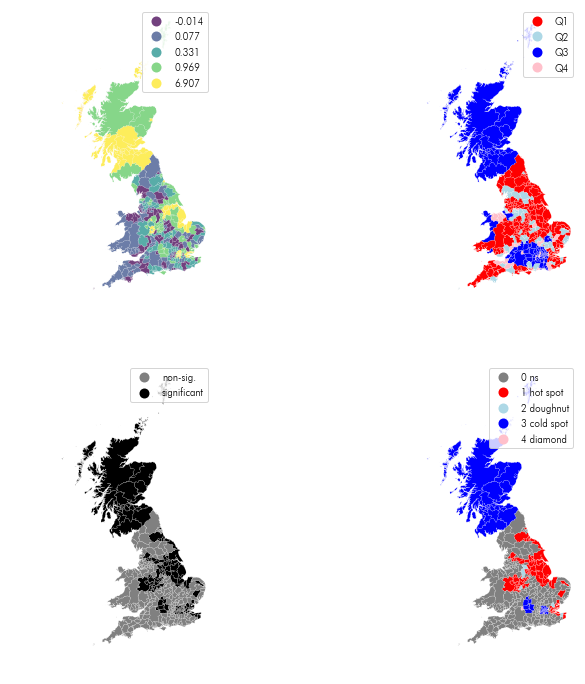 -0.014
0.077
0.331
0.969
6.907
Q1
Q2
Q3
Q4
non-sig.
significant
0 ns
1 hot spot
2 doughnut
3 cold spot
4 diamond